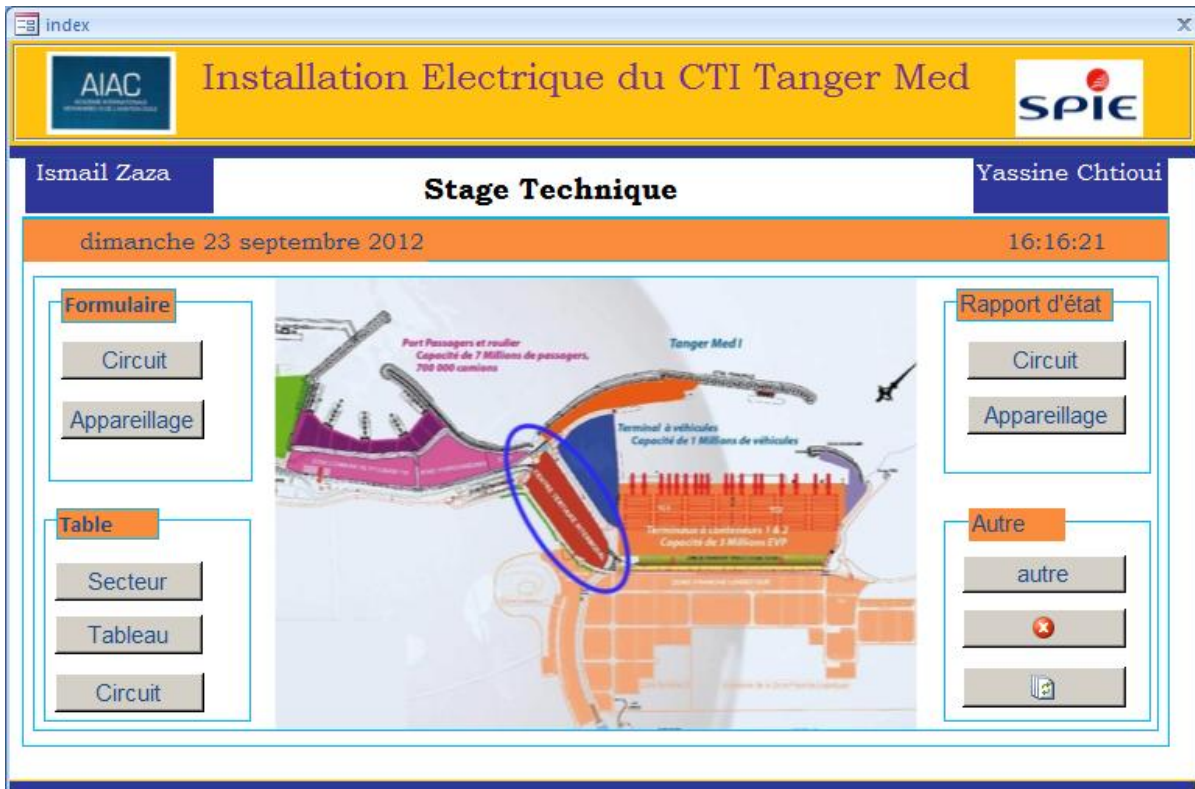 index
AIAC
Installation Electrique du CTI Tanger Med
SPIE
Ismail Zaza
Stage Technique
Yassine Chtioui
dimanche 23 septembre 2012
16:16:21
Formulaire
Circuit
Appareillage
Table
Secteur
Tableau
Circuit
Port Passagers et roulier
Capacité de 7 Millions de passagers,
700 000 camions
Tanger Med I
Terminal à véhicules
Capacité de 1 Millions de véhicules
Terminaux à conteneurs 1 & 2
Capacité de 3 Millions EVP
Rapport d'état
Circuit
Appareillage
Autre
autre